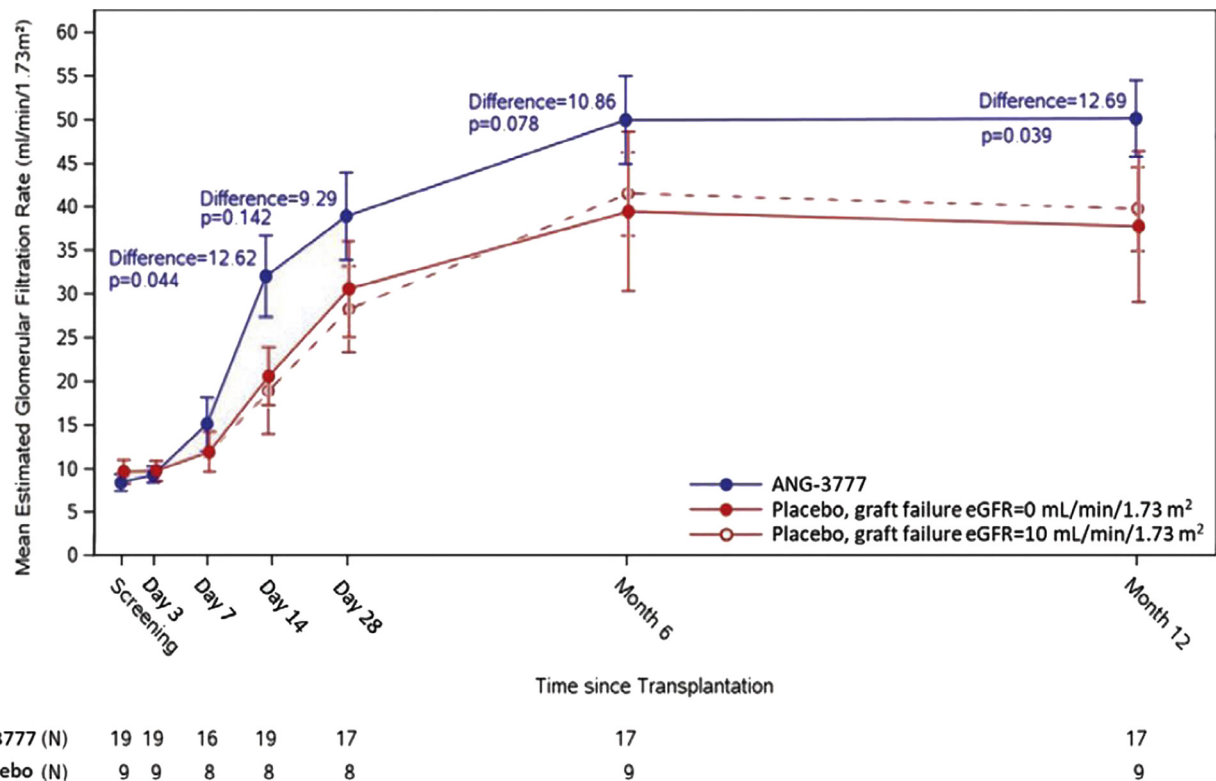 Mean Estimated Glomerular Filtration Rate (ml/min/1.73m²)
60
55
50
45
40
35
30
25
20
15
10
5
0
Difference=12.62
p=0.044
Difference=9.29
p=0.142
Difference=10.86
p=0.078
Difference=12.69
p=0.039
ANG-3777
Placebo, graft failure eGFR=0 mL/min/1.73 m²
Placebo, graft failure eGFR=10 mL/min/1.73 m²
Screening
Day 3
Day 7
Day 14
Day 28
Month 6
Month 12
Time since Transplantation
3777 (N) 19 19 16 19 17 17 17
ebo (N) 9 9 8 8 8 9 9